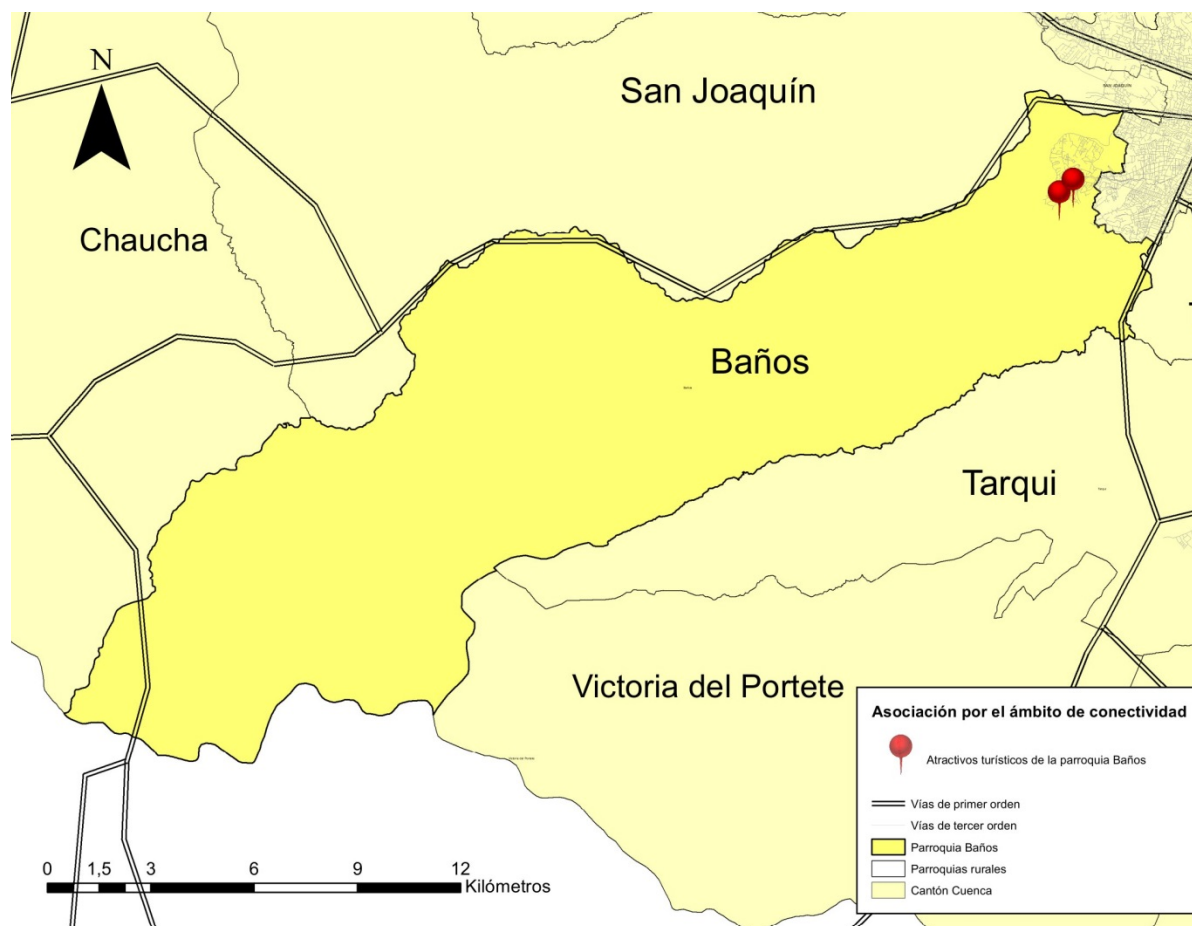 N
San Joaquín
SAN JOAQUÍN
Chaucha
Baños
Tarqui
Victoria del Portete
Asociación por el ámbito de conectividad
Atractivos turísticos de la parroquia Baños
Vías de primer orden
Vías de tercer orden
Parroquia Baños
Parroquias rurales
Cantón Cuenca
0 1,5 3 6 9 12
Kilómetros